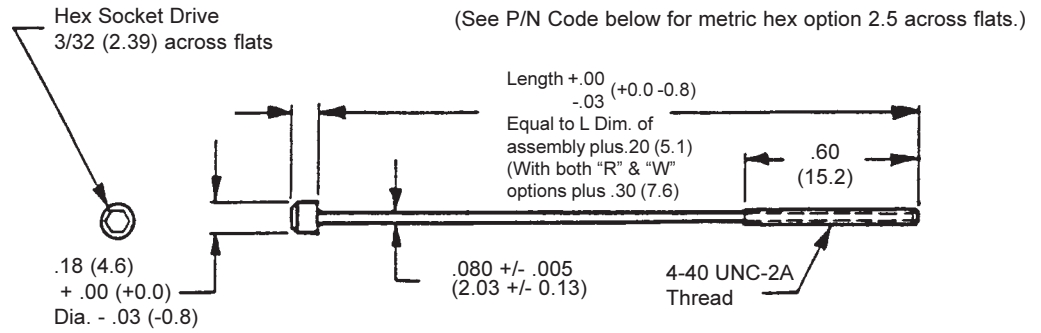 Hex Socket Drive
3/32 (2.39) across flats
(See P/N Code below for metric hex option 2.5 across flats.)
Length +.00
-.03 (+0.0 -0.8)
Equal to L Dim. of
assembly plus.20 (5.1)
(With both “R” & “W”
options plus .30 (7.6)
.60
(15.2)
.18 (4.6)
+ .00 (+0.0)
Dia. - .03 (-0.8)
.080 +/- .005
(2.03 +/- 0.13)
4-40 UNC-2A
Thread